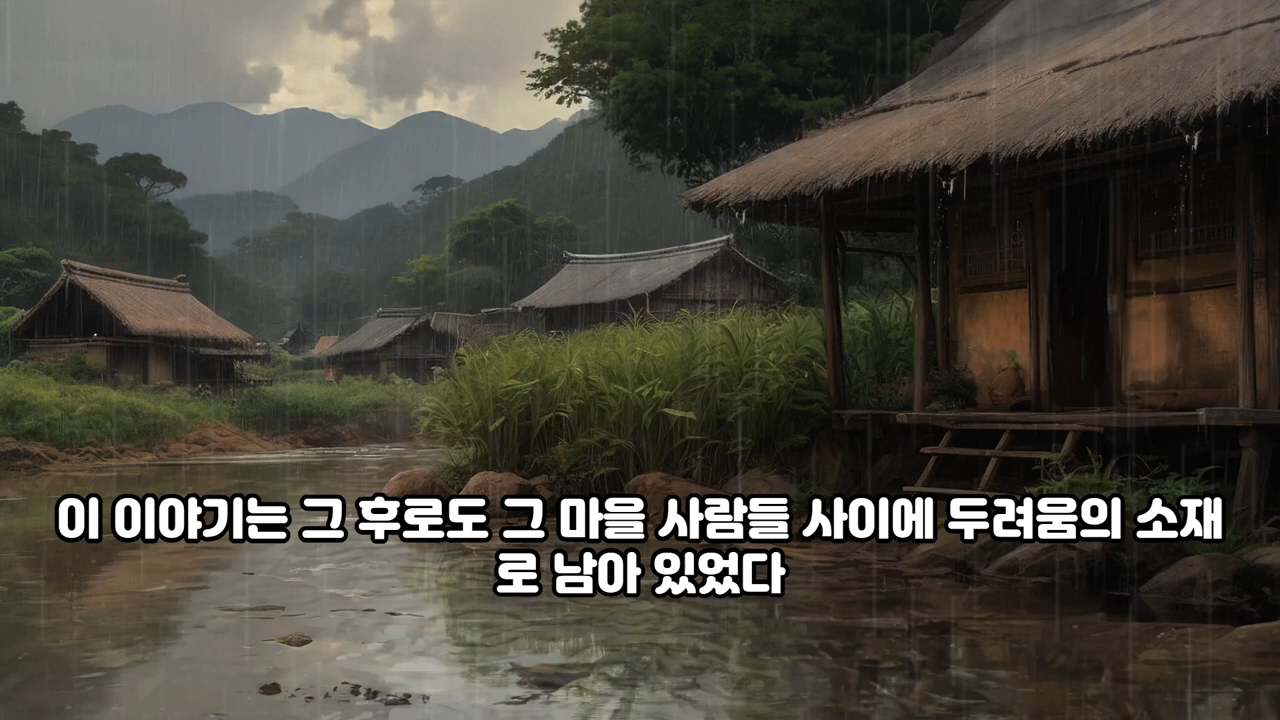 이 이야기는 그 후로도 그 마을 사람들 사이에 두려움의 소재
로 남아 있었다